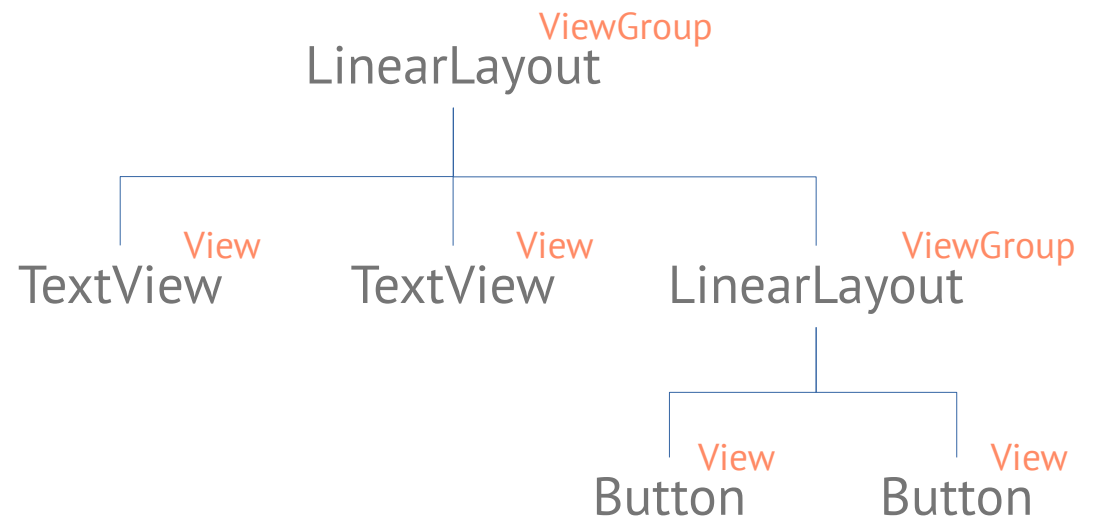 ViewGroup
LinearLayout
View
View
ViewGroup
TextView
TextView
LinearLayout
View
View
Button
Button